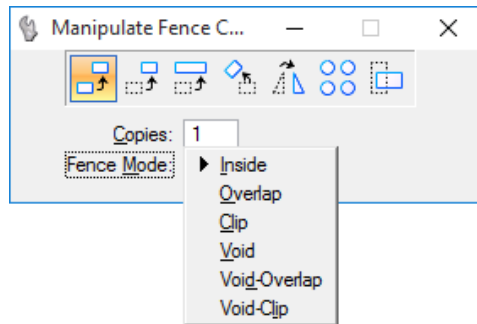 Manipulate Fence C...
Copies: 1
Fence Mode: Inside
Overlap
Clip
Void
Void-Overlap
Void-Clip